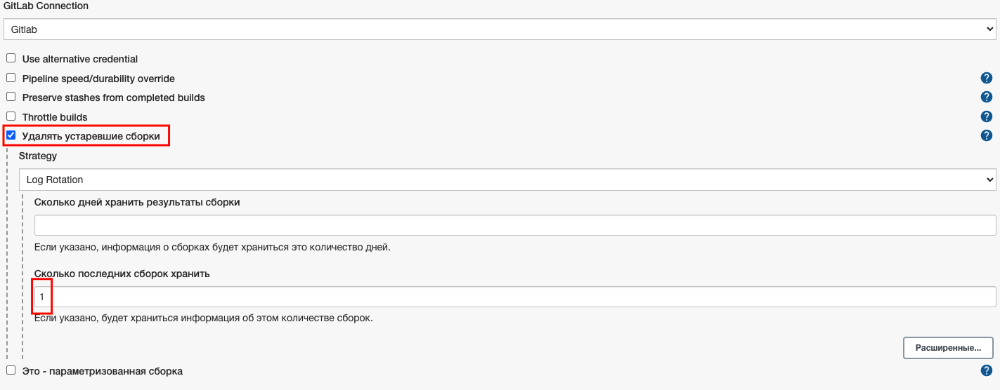 GitLab Connection
Gitlab
Use alternative credential
Pipeline speed/durability override
?
Preserve stashes from completed builds
?
Throttle builds
?
Удалять устаревшие сборки
?
Strategy
Log Rotation
Сколько дней хранить результаты сборки
Если указано, информация о сборках будет храниться это количество дней.
Сколько последних сборок хранить
1
Если указано, будет храниться информация об этом количестве сборок.
Расширенные...
Это - параметризованная сборка
?